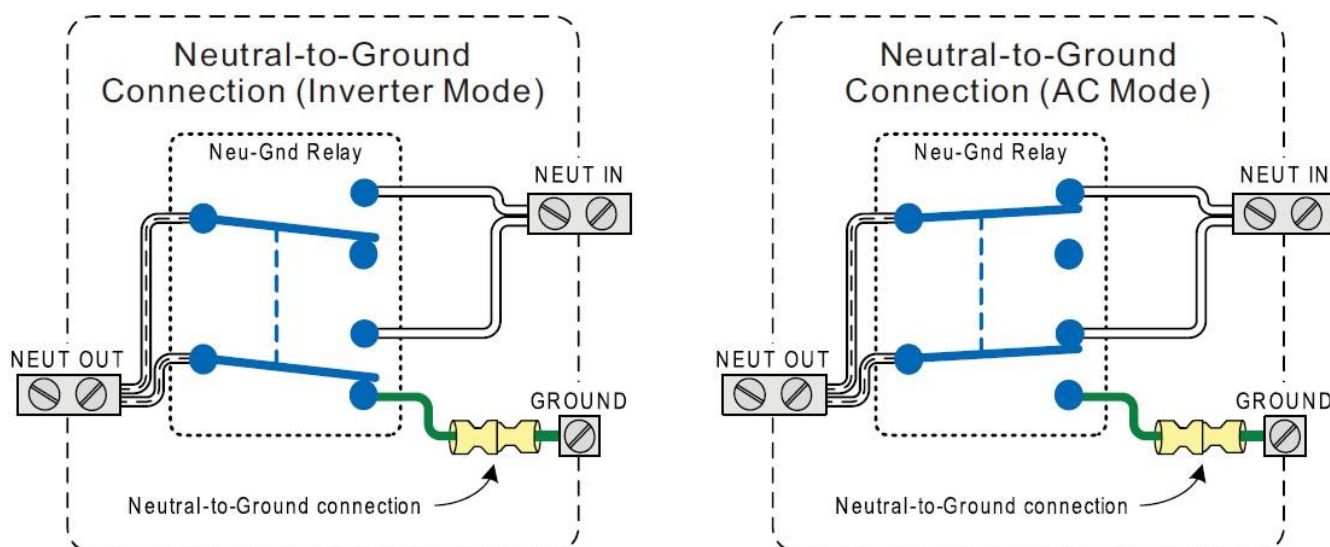 Neutral-to-Ground
Connection (Inverter Mode)
Neu-Gnd Relay
NEUT IN
NEUT OUT
GROUND
Neutral-to-Ground connection
Neutral-to-Ground
Connection (AC Mode)
Neu-Gnd Relay
NEUT IN
NEUT OUT
GROUND
Neutral-to-Ground connection